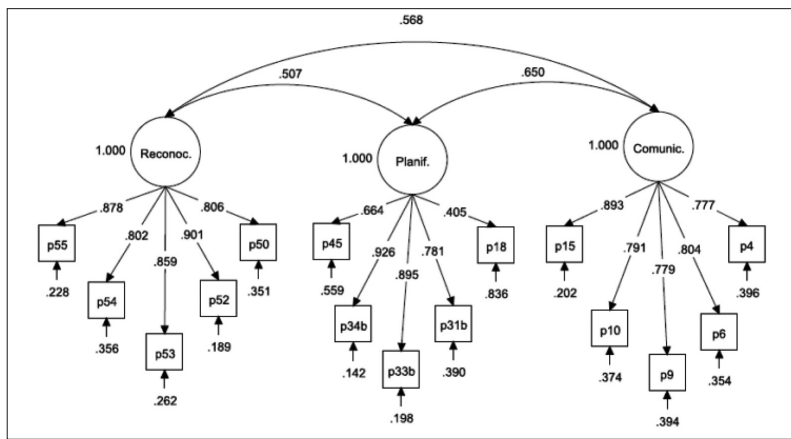 .568
.507
.650
1.000
Reconoc.
1.000
Planif.
1.000
Comunic.
.878
.802
.859
.901
.806
.664
.926
.895
.781
.405
.893
.791
.779
.804
.777
p55
p54
p53
p52
p50
p45
p34b
p33b
p31b
p18
p15
p10
p9
p6
p4
.228
.356
.262
.189
.351
.559
.142
.198
.390
.836
.202
.374
.394
.354
.396